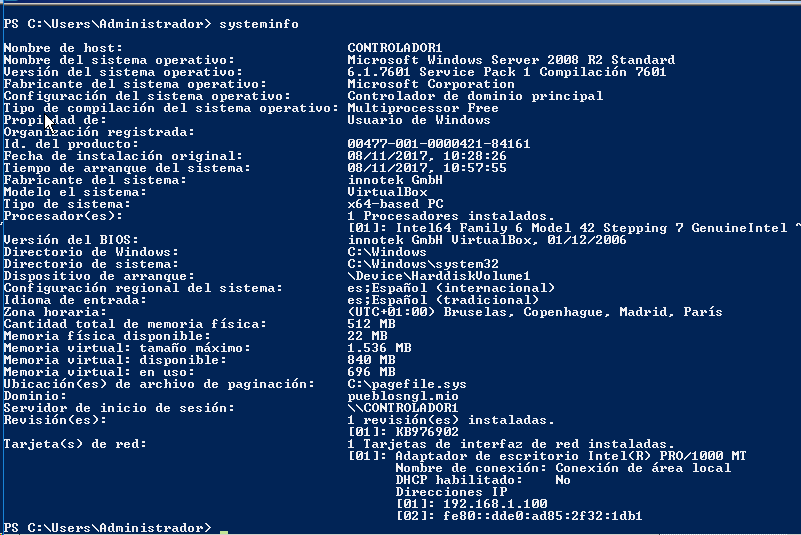 PS C:\Users\Administrador> systeminfo
Nombre de host: CONTROLADOR1
Nombre del sistema operativo: Microsoft Windows Server 2008 R2 Standard
Versión del sistema operativo: 6.1.7601 Service Pack 1 Compilación 7601
Fabricante del sistema operativo: Microsoft Corporation
Configuración del sistema operativo: Controlador de dominio principal
Tipo de compilación del sistema operativo: Multiprocessor Free
Propiedad de: Usuario de Windows
Organización registrada:
Id. del producto: 00477-001-0000421-84161
Fecha de instalación original: 08/11/2017, 10:28:26
Tiempo de arranque del sistema: 08/11/2017, 10:57:55
Fabricante del sistema: innotek GmbH
Modelo el sistema: VirtualBox
Tipo de sistema: x64-based PC
Procesador(es): 1 Procesadores instalados.
[01]: Intel64 Family 6 Model 42 Stepping 7 GenuineIntel ~
Versión del BIOS: innotek GmbH VirtualBox, 01/12/2006
Directorio de Windows: C:\Windows
Directorio de sistema: C:\Windows\system32
Dispositivo de arranque: \Device\HarddiskVolume1
Configuración regional del sistema: es;Español (internacional)
Idioma de entrada: es;Español (tradicional)
Zona horaria: (UTC+01:00) Bruselas, Copenhague, Madrid, París
Cantidad total de memoria física: 512 MB
Memoria física disponible: 22 MB
Memoria virtual: tamaño máximo: 1.536 MB
Memoria virtual: disponible: 840 MB
Memoria virtual: en uso: 696 MB
Ubicación(es) de archivo de paginación: C:\pagefile.sys
Dominio: pueblosngl.mio
Servidor de inicio de sesión: \\CONTROLADOR1
Revisión(es): 1 revisión(es) instaladas.
[01]: KB976902
Tarjeta(s) de red: 1 Tarjetas de interfaz de red instaladas.
[01]: Adaptador de escritorio Intel(R) PRO/1000 MT
Nombre de conexión: Conexión de área local
DHCP habilitado: No
Direcciones IP
[01]: 192.168.1.100
[02]: fe80::dde0:ad85:2f32:1db1
PS C:\Users\Administrador>